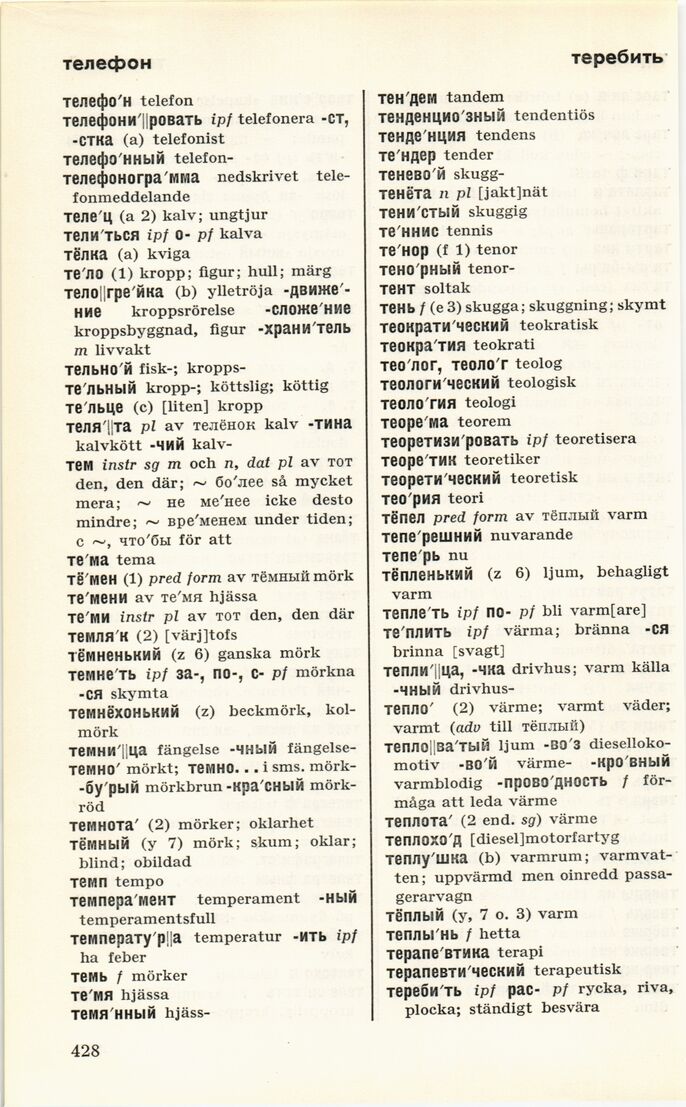 телефон
теребить
телефо'н telefon
телефони'||ровать ipf telefonera -ст,
-стка (a) telefonist
телефо'нный telefon-
телефоногра'мма nedskrivet tele-
fonmeddelande
теле'ц (a 2) kalv; ungtjur
тели'ться ipf о- pf kalva
тёлка (a) kviga
те'ло (1) kropp; figur; hull; märg
тело||гре'йка (b) ylletröja -движе'-
ние kroppsrörelse -сложе'ние
kroppsbyggnad, figur -храни'тель
m livvakt
тельно'й fisk-; kropps-
те'льный kropp-; köttslig; köttig
те'льце (c) [liten] kropp
теля'||та pl av телёнок kalv -тина
kalvkött -чий kalv-
тем instr sg m och n, dat pl av тот
den, den där; ~ бо'лее så mycket
mera; ~ не ме'нее icke desto
mindre; ~ вре'менем under tiden;
с ~, что'бы för att
те'ма tema
тё'мен (1) pred form av тёмный mörk
те'мени av те'мя hjässa
те'ми instr pl av тот den, den där
темля'к (2) [värj]tofs
тёмненький (z 6) ganska mörk
темне'ть ipf за-, по-, с- pf mörkna
-ся skymta
темнёхонький (z) beckmörk, kol-
mörk
темни'||ца fängelse -чный fängelse-
темно' mörkt; темно... i sms. mörk-
-бу'рый mörkbrun -кра'сный mörk-
röd
темнота' (2) mörker; oklarhet
тёмный (y 7) mörk; skum; oklar;
blind; obildad
темп tempo
темпера'мент temperament -ный
temperamentsfull
температу'р||а temperatur -ить ipf
ha feber
темь f mörker
те'мя hjässa
темя'нный hjäss-
тен'дем tandem
тенденцио'зный tendentiös
тенде'нция tendens
те'ндер tender
тенево'й skugg-
тенёта n pl [jakt]nät
тени'стый skuggig
те'ннис tennis
те'нор (f 1) tenor
тено'рный tenor-
тент soltak
тень f (e 3) skugga; skuggning; skymt
теократи'ческий teokratisk
теокра'тия teokrati
тео'лог, теоло'г teolog
теологи'ческий teologisk
теоло'гия teologi
теоре'ма teorem
теоретизи'ровать ipf teoretisera
теоре'тик teoretiker
теорети'ческий teoretisk
тео'рия teori
тёпел pred form av тёплый varm
тепе'решний nuvarande
тепе'рь nu
тёпленький (z 6) ljum, behagligt
varm
тепле'ть ipf по- pf bli varm[are]
те'плить ipf värma; bränna -ся
brinna [svagt]
тепли'||ца, -чка drivhus; varm källa
-чный drivhus-
тепло' (2) värme; varmt väder;
varmt (adv till тёплый)
тепло||ва'тый ljum -во'з dieselloko-
motiv -во'й värme- -кро'вный
varmblodig -прово'дность f för-
måga att leda värme
теплота' (2 end. sg) värme
теплохо'д [diesel]motorfartyg
теплу'шка (b) varmrum; varmvat-
ten; uppvärmd men oinredd passa-
gerarvagn
тёплый (y, 7 o. 3) varm
теплы'нь f hetta
терапе'втика terapi
терапевти'ческий terapeutisk
тереби'ть ipf рас- pf rycka, riva,
plocka; ständigt besvära
428